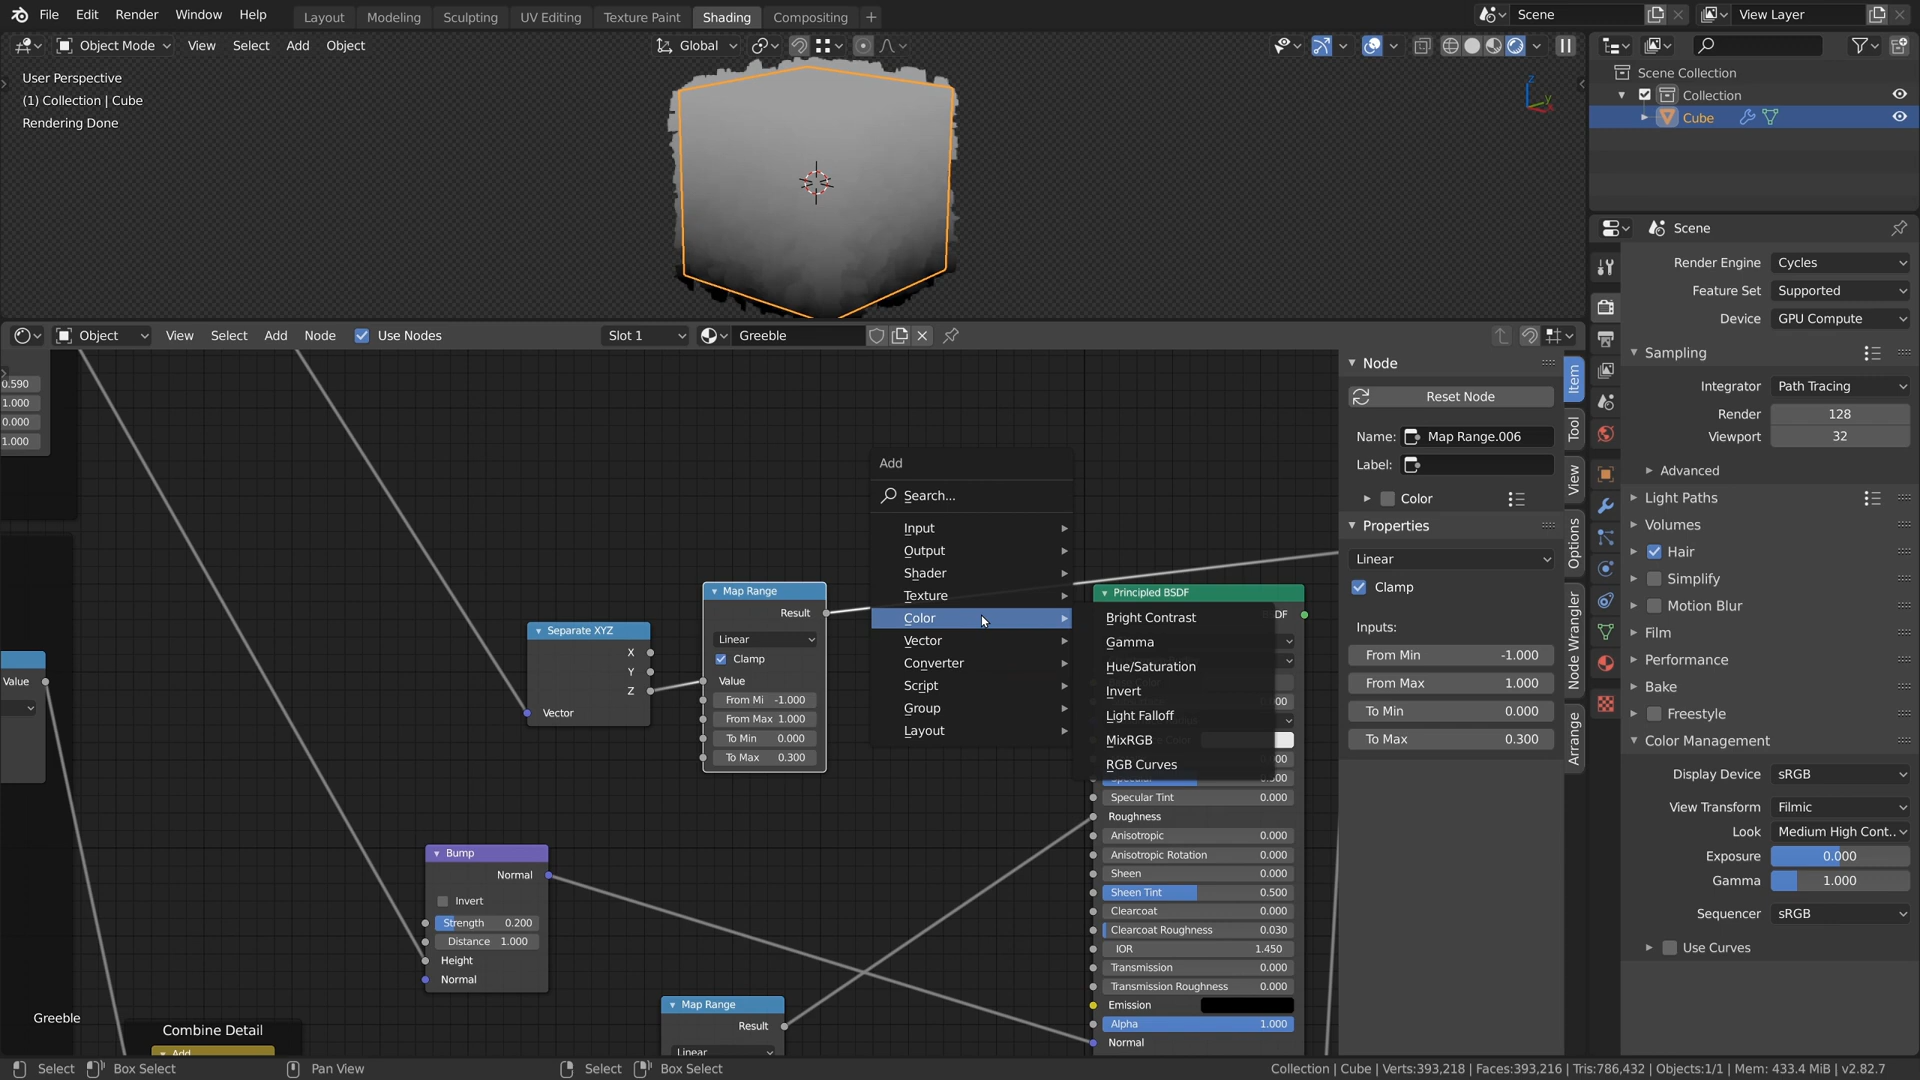 File Edit Render Window Help Layout Modeling Sculpting UV Editing Texture Paint Shading Compositing + Scene View Layer
Object Mode View Select Add Object Global
User Perspective
(1) Collection | Cube
Rendering Done
Z
Y
Scene Collection
Collection
Cube
Object View Select Add Node Use Nodes Slot 1 Greeble
0.590
1.000
0.000
1.000
Value
Separate XYZ
X
Y
Z
Vector
Map Range
Result
Linear
Clamp
Value
From Mi -1.000
From Max 1.000
To Min 0.000
To Max 0.300
Add
Search...
Input
Output
Shader
Texture
Color
Vector
Converter
Script
Group
Layout
Bright Contrast
Gamma
Hue/Saturation
Invert
Light Falloff
MixRGB
RGB Curves
Principled BSDF
DF
Specular Tint 0.000
Roughness
Anisotropic 0.000
Anisotropic Rotation 0.000
Sheen 0.000
Sheen Tint 0.500
Clearcoat 0.000
Clearcoat Roughness 0.030
IOR 1.450
Transmission 0.000
Transmission Roughness 0.000
Emission
Alpha 1.000
Normal
Bump
Normal
Invert
Strength 0.200
Distance 1.000
Height
Normal
Map Range
Result
Linear
Greeble
Combine Detail
Add
Node
Reset Node
Name: Map Range.006
Label:
Color
Properties
Linear
Clamp
Inputs:
From Min -1.000
From Max 1.000
To Min 0.000
To Max 0.300
Item
Tool
View
Options
Node Wrangler
Arrange
Scene
Render Engine Cycles
Feature Set Supported
Device GPU Compute
Sampling
Integrator Path Tracing
Render 128
Viewport 32
Advanced
Light Paths
Volumes
Hair
Simplify
Motion Blur
Film
Performance
Bake
Freestyle
Color Management
Display Device sRGB
View Transform Filmic
Look Medium High Cont..
Exposure 0.000
Gamma 1.000
Sequencer sRGB
Use Curves
Select Box Select Pan View Select Box Select Collection | Cube | Verts:393,218 | Faces:393,216 | Tris:786,432 | Objects:1/1 | Mem: 433.4 MiB | v2.82.7